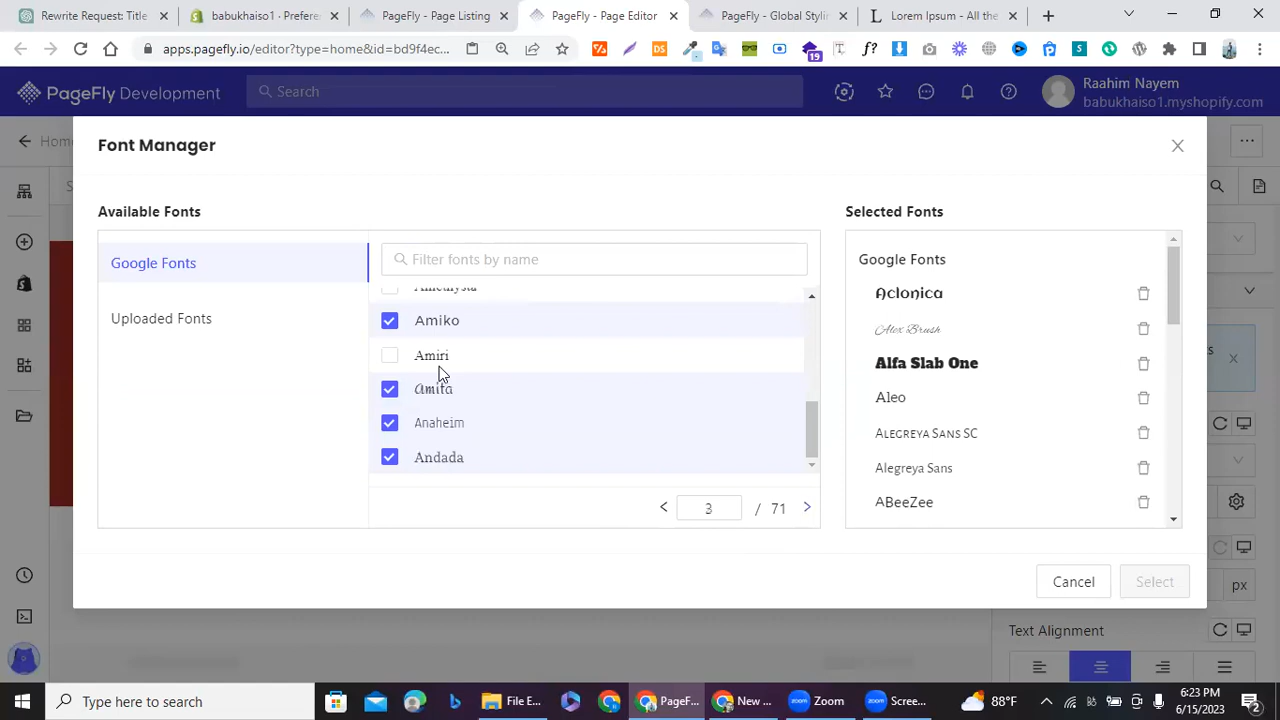 Rewrite Request: Title
babukhaiso1 · Prefere
PageFly - Page Listing
PageFly - Page Editor
PageFly - Global Stylin
Lorem Ipsum - All the
apps.pagefly.io/editor?type=home&id=bd9f4ec...
19
PageFly Development
Search
Raahim Nayem
babukhaiso1.myshopify.com
Hom
Font Manager
Available Fonts
Selected Fonts
Google Fonts
Uploaded Fonts
Filter fonts by name
Amethysta
Amiko
Amiri
Amita
Anaheim
Andada
3 / 71
Google Fonts
Aclonica
Alex Brush
Alfa Slab One
Aleo
Alegreya Sans SC
Alegreya Sans
ABeeZee
Cancel
Select
px
Text Alignment
Type here to search
File E...
PageF...
New ...
Zoom
Scree...
88°F
6:23 PM
6/15/2023